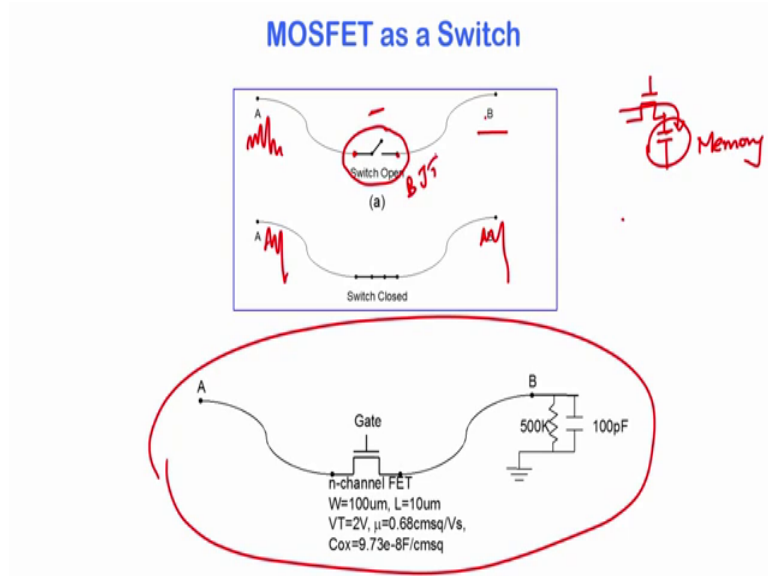 MOSFET as a Switch
A
B
Switch Open
BJT
(a)
Memory
A
Switch Closed
A
B
Gate
500K
100pF
n-channel FET
W=100um, L=10um
VT=2V, μ=0.68cmsq/Vs,
Cox=9.73e-8F/cmsq